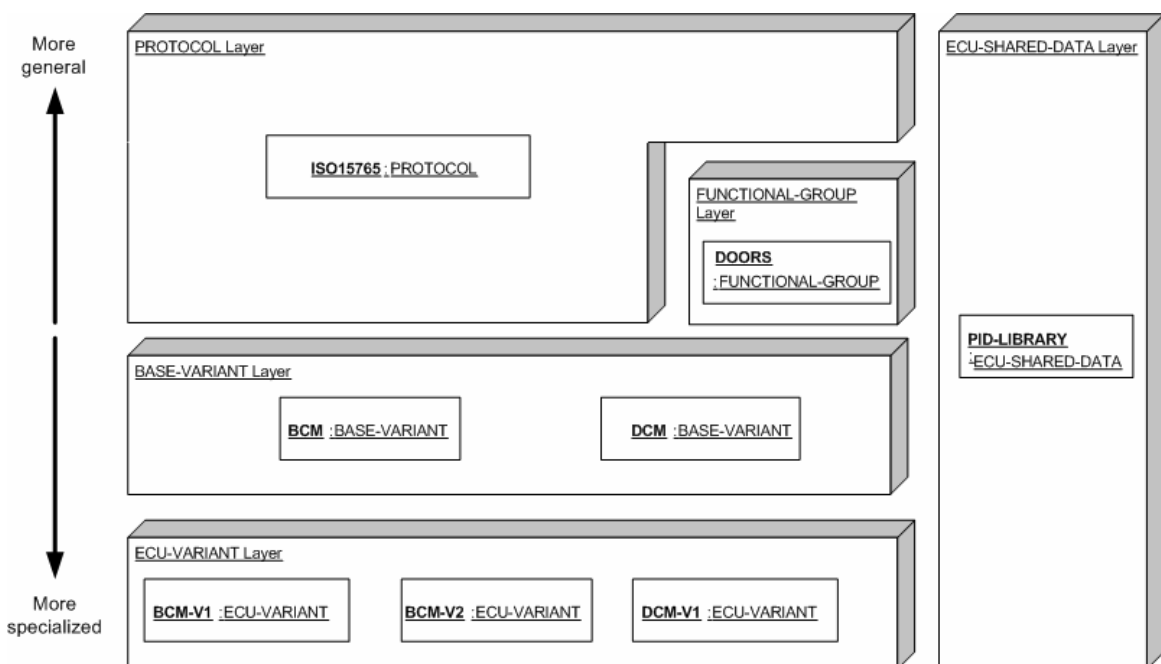 More
general
PROTOCOL Layer
ECU-SHARED-DATA Layer
ISO15765 :PROTOCOL
FUNCTIONAL-GROUP
Layer
DOORS
:FUNCTIONAL-GROUP
PID-LIBRARY
:ECU-SHARED-DATA
BASE-VARIANT Layer
BCM :BASE-VARIANT
DCM :BASE-VARIANT
ECU-VARIANT Layer
BCM-V1 :ECU-VARIANT
BCM-V2 :ECU-VARIANT
DCM-V1 :ECU-VARIANT
More
specialized